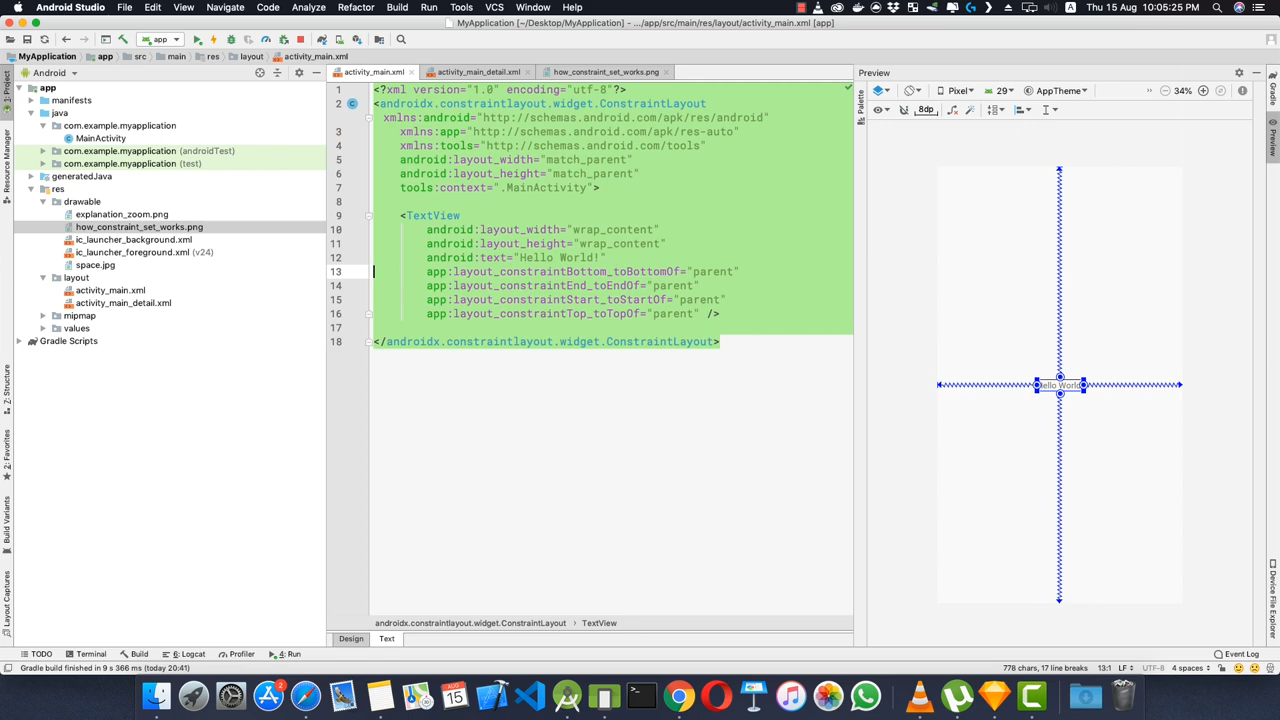 Android Studio File Edit View Navigate Code Analyze Refactor Build Run Tools VCS Window Help
Thu 15 Aug 10:05:25 PM
MyApplication [~/Desktop/MyApplication] - .../app/src/main/res/layout/activity_main.xml [app]
app
MyApplication app src main res layout activity_main.xml
Android
activity_main.xml activity_main_detail.xml how_constraint_set_works.png
Preview
Pixel 29 AppTheme 34%
8dp
1: Project
Resource Manager
Z: Structure
2: Favorites
Build Variants
Layout Captures
app
manifests
java
com.example.myapplication
MainActivity
com.example.myapplication (androidTest)
com.example.myapplication (test)
generatedJava
res
drawable
explanation_zoom.png
how_constraint_set_works.png
ic_launcher_background.xml
ic_launcher_foreground.xml (v24)
space.jpg
layout
activity_main.xml
activity_main_detail.xml
mipmap
values
Gradle Scripts
1 <?xml version="1.0" encoding="utf-8"?>
2 <androidx.constraintlayout.widget.ConstraintLayout
xmlns:android="http://schemas.android.com/apk/res/android"
3 xmlns:app="http://schemas.android.com/apk/res-auto"
4 xmlns:tools="http://schemas.android.com/tools"
5 android:layout_width="match_parent"
6 android:layout_height="match_parent"
7 tools:context=".MainActivity">
8
9 <TextView
10 android:layout_width="wrap_content"
11 android:layout_height="wrap_content"
12 android:text="Hello World!"
13 app:layout_constraintBottom_toBottomOf="parent"
14 app:layout_constraintEnd_toEndOf="parent"
15 app:layout_constraintStart_toStartOf="parent"
16 app:layout_constraintTop_toTopOf="parent" />
17
18 </androidx.constraintlayout.widget.ConstraintLayout>
Palette
Hello World
Gradle
Preview
Device File Explorer
androidx.constraintlayout.widget.ConstraintLayout › TextView
Design Text
TODO Terminal Build 6: Logcat Profiler 4: Run Event Log
Gradle build finished in 9 s 366 ms (today 20:41)
778 chars, 17 line breaks 13:1 LF UTF-8 4 spaces
2
AUG
15